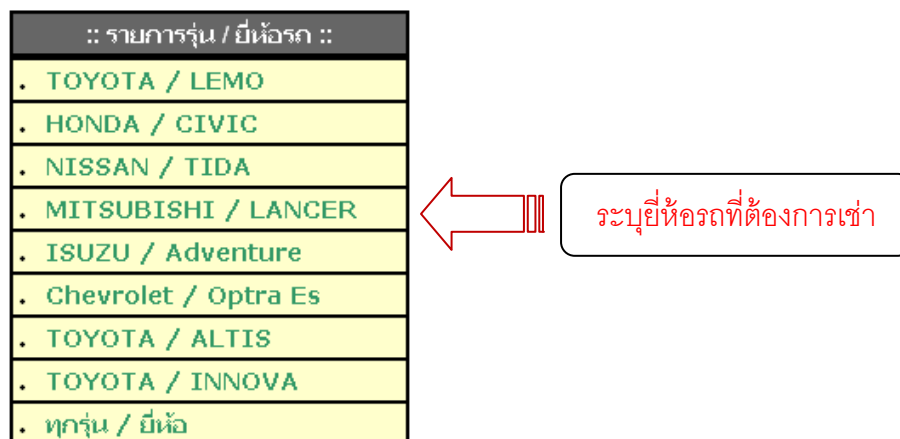 :: รายการรุ่น / ยี่ห้อรถ ::
. TOYOTA / LEMO
. HONDA / CIVIC
. NISSAN / TIDA
. MITSUBISHI / LANCER
. ISUZU / Adventure
. Chevrolet / Optra Es
. TOYOTA / ALTIS
. TOYOTA / INNOVA
. ทุกรุ่น / ยี่ห้อ
ระบุยี่ห้อรถที่ต้องการเช่า